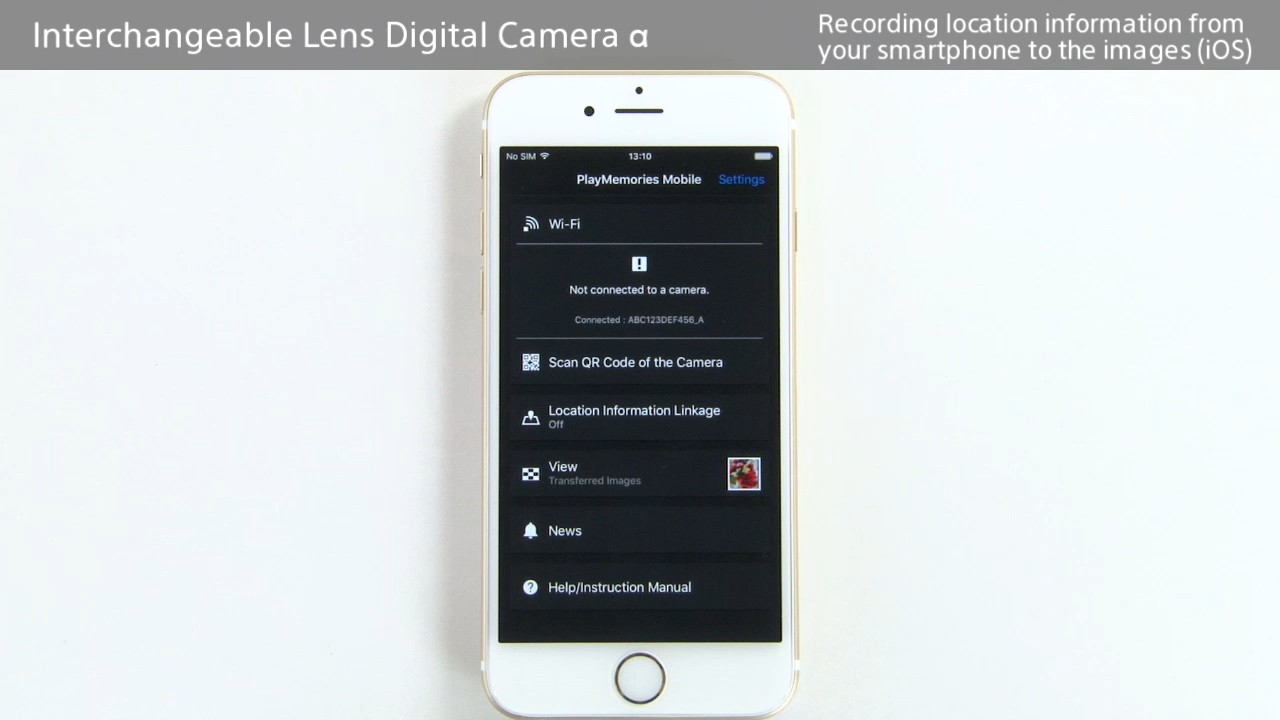 Interchangeable Lens Digital Camera α
Recording location information from
your smartphone to the images (iOS)
No SIM
13:10
PlayMemories Mobile
Settings
Wi-Fi
Not connected to a camera.
Connected : ABC123DEF456_A
Scan QR Code of the Camera
Location Information Linkage
Off
View
Transferred Images
News
Help/Instruction Manual